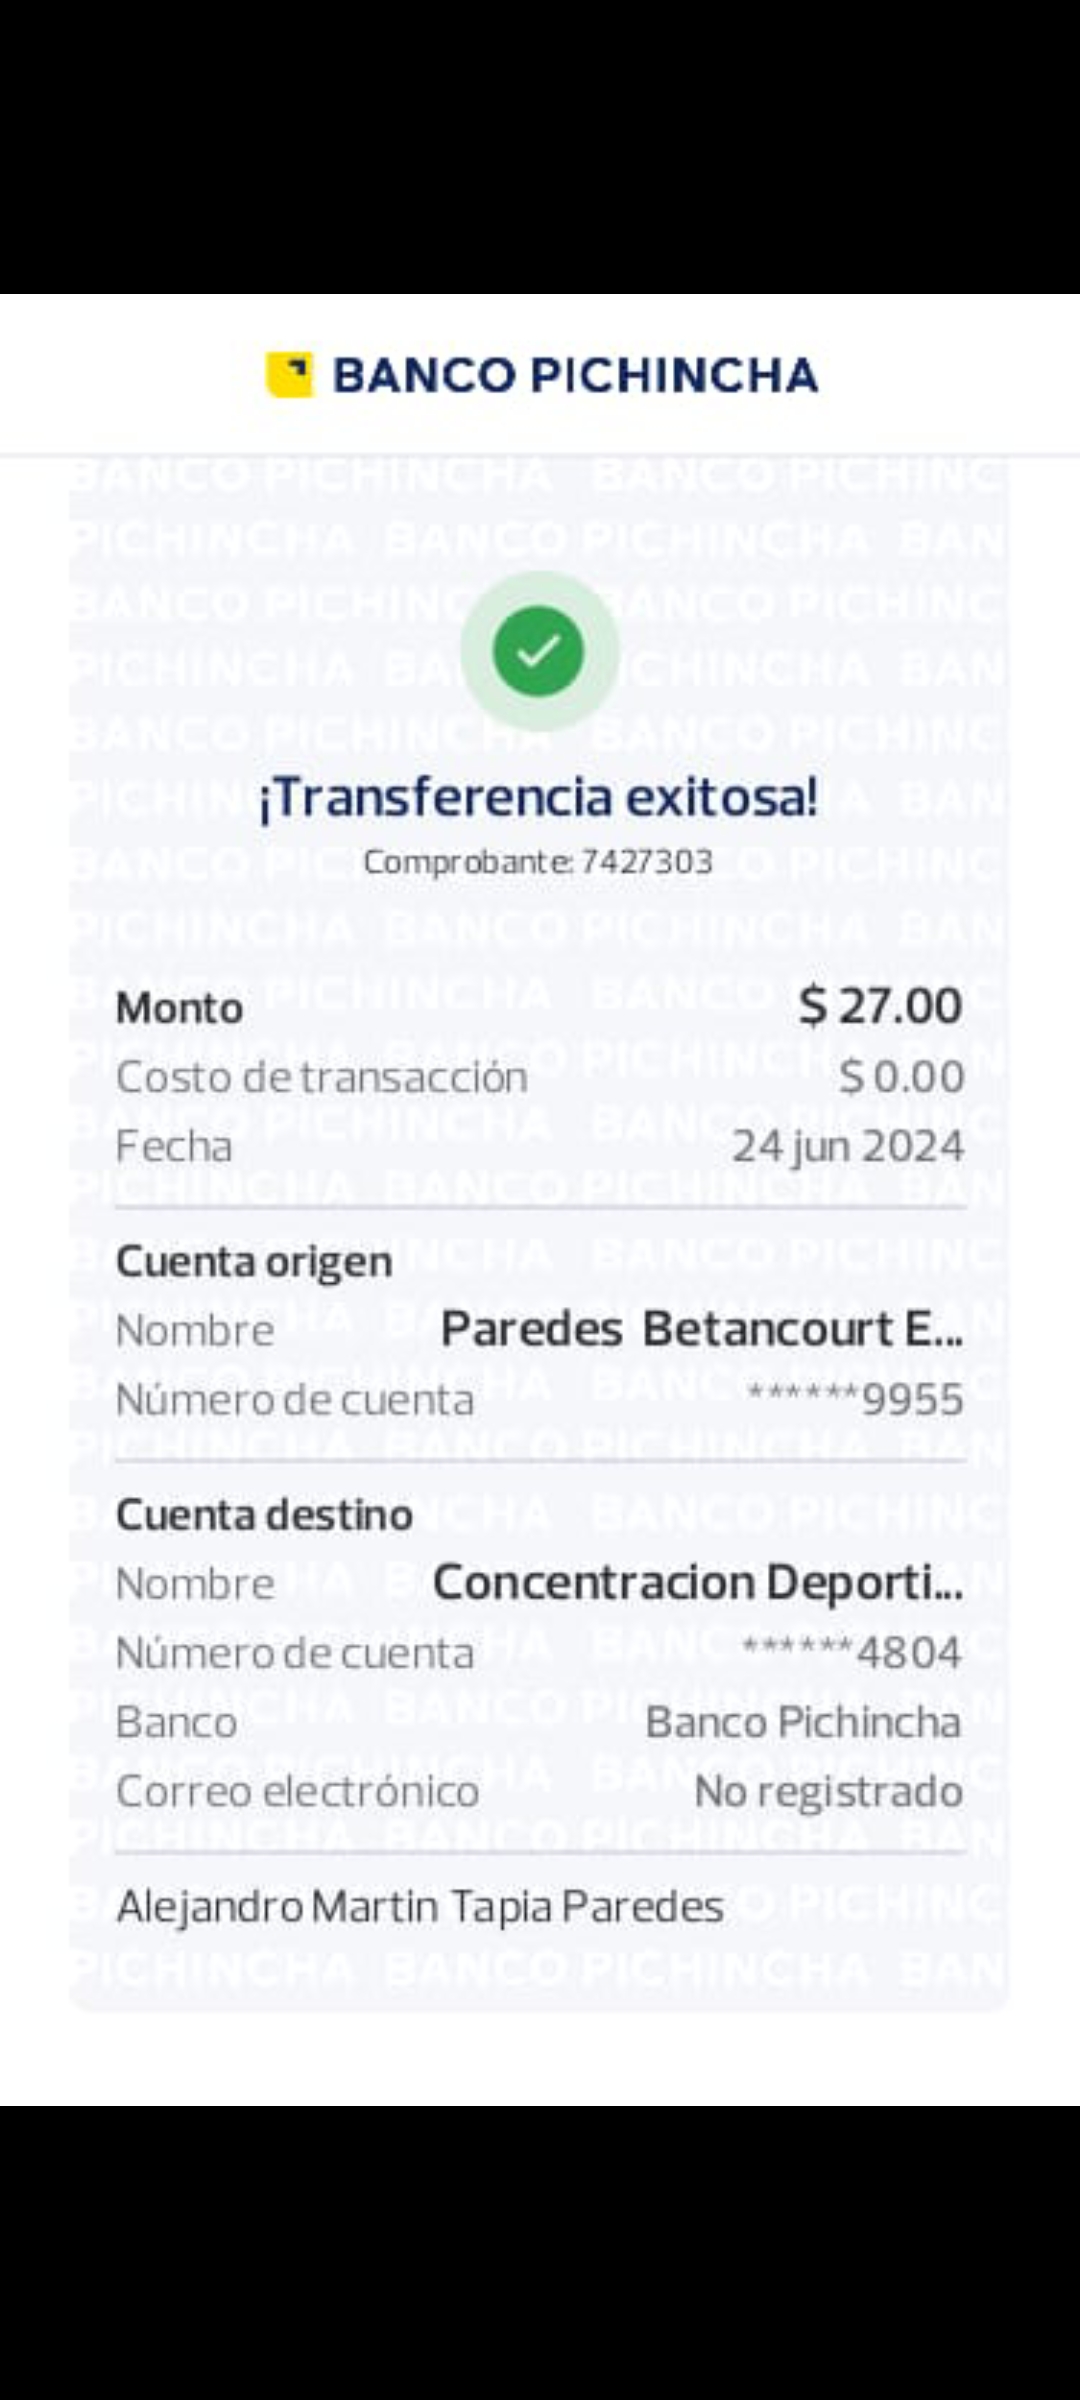 BANCO PICHINCHA
¡Transferencia exitosa!
Comprobante: 7427303
Monto $ 27.00
Costo de transacción $ 0.00
Fecha 24 jun 2024
Cuenta origen
Nombre Paredes Betancourt E...
Número de cuenta ******9955
Cuenta destino
Nombre Concentracion Deporti...
Número de cuenta ******4804
Banco Banco Pichincha
Correo electrónico No registrado
Alejandro Martin Tapia Paredes